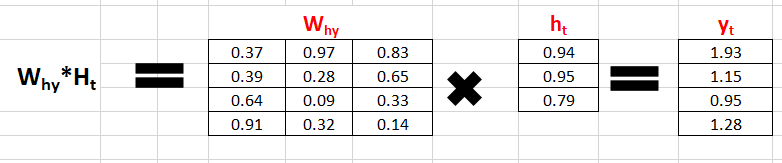 Why ht yt
0.37 0.97 0.83 0.94 1.93
Why*Ht = 0.39 0.28 0.65 × 0.95 = 1.15
0.64 0.09 0.33 0.79 0.95
0.91 0.32 0.14 1.28